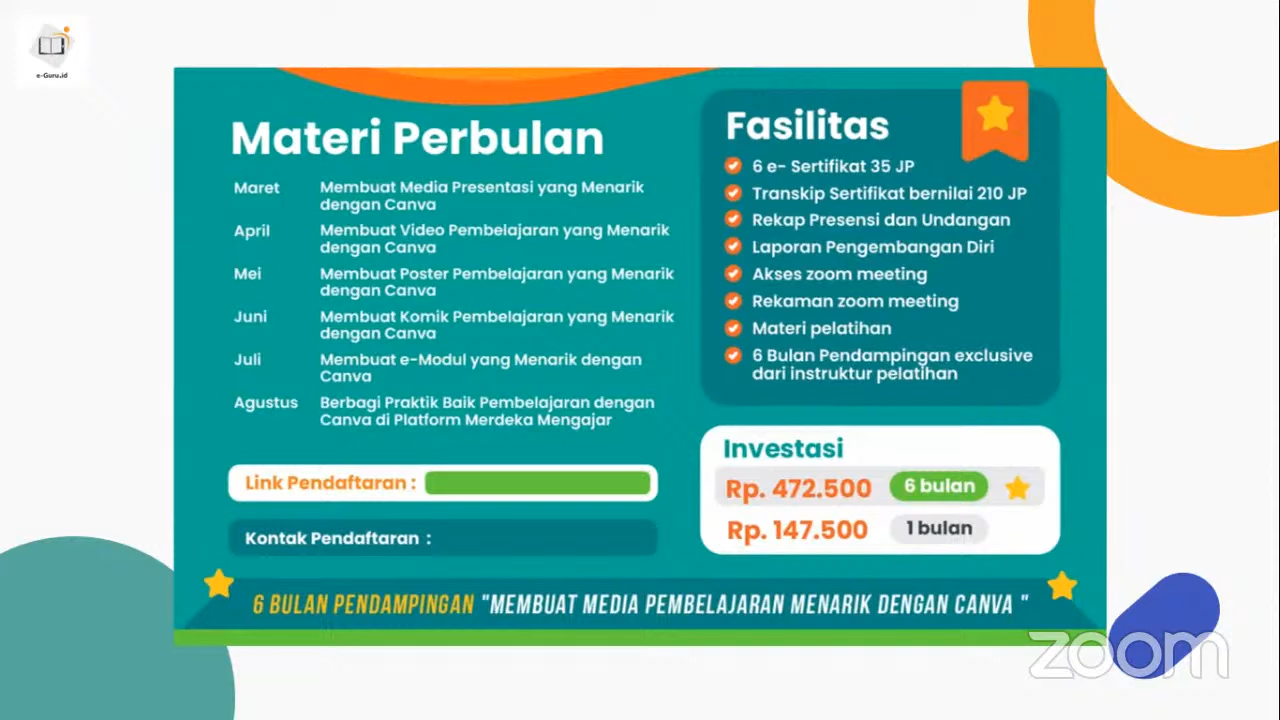 e-Guru.id
Materi Perbulan
Maret Membuat Media Presentasi yang Menarik
dengan Canva
April Membuat Video Pembelajaran yang Menarik
dengan Canva
Mei Membuat Poster Pembelajaran yang Menarik
dengan Canva
Juni Membuat Komik Pembelajaran yang Menarik
dengan Canva
Juli Membuat e-Modul yang Menarik dengan
Canva
Agustus Berbagi Praktik Baik Pembelajaran dengan
Canva di Platform Merdeka Mengajar
Link Pendaftaran :
Kontak Pendaftaran :
Fasilitas
6 e- Sertifikat 35 JP
Transkip Sertifikat bernilai 210 JP
Rekap Presensi dan Undangan
Laporan Pengembangan Diri
Akses zoom meeting
Rekaman zoom meeting
Materi pelatihan
6 Bulan Pendampingan exclusive
dari instruktur pelatihan
Investasi
Rp. 472.500 6 bulan
Rp. 147.500 1 bulan
6 BULAN PENDAMPINGAN "MEMBUAT MEDIA PEMBELAJARAN MENARIK DENGAN CANVA "
zoom